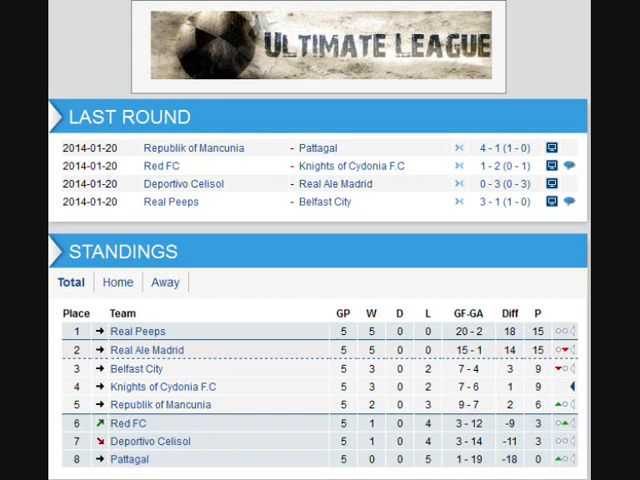 ULTIMATE LEAGUE
LAST ROUND
2014-01-20 Republik of Mancunia - Pattagal 4 - 1 (1 - 0)
2014-01-20 Red FC - Knights of Cydonia F.C 1 - 2 (0 - 1)
2014-01-20 Deportivo Celisol - Real Ale Madrid 0 - 3 (0 - 3)
2014-01-20 Real Peeps - Belfast City 3 - 1 (1 - 0)
STANDINGS
Total Home Away
Place Team GP W D L GF-GA Diff P
1 Real Peeps 5 5 0 0 20 - 2 18 15
2 Real Ale Madrid 5 5 0 0 15 - 1 14 15
3 Belfast City 5 3 0 2 7 - 4 3 9
4 Knights of Cydonia F.C 5 3 0 2 7 - 6 1 9
5 Republik of Mancunia 5 2 0 3 9 - 7 2 6
6 Red FC 5 1 0 4 3 - 12 -9 3
7 Deportivo Celisol 5 1 0 4 3 - 14 -11 3
8 Pattagal 5 0 0 5 1 - 19 -18 0